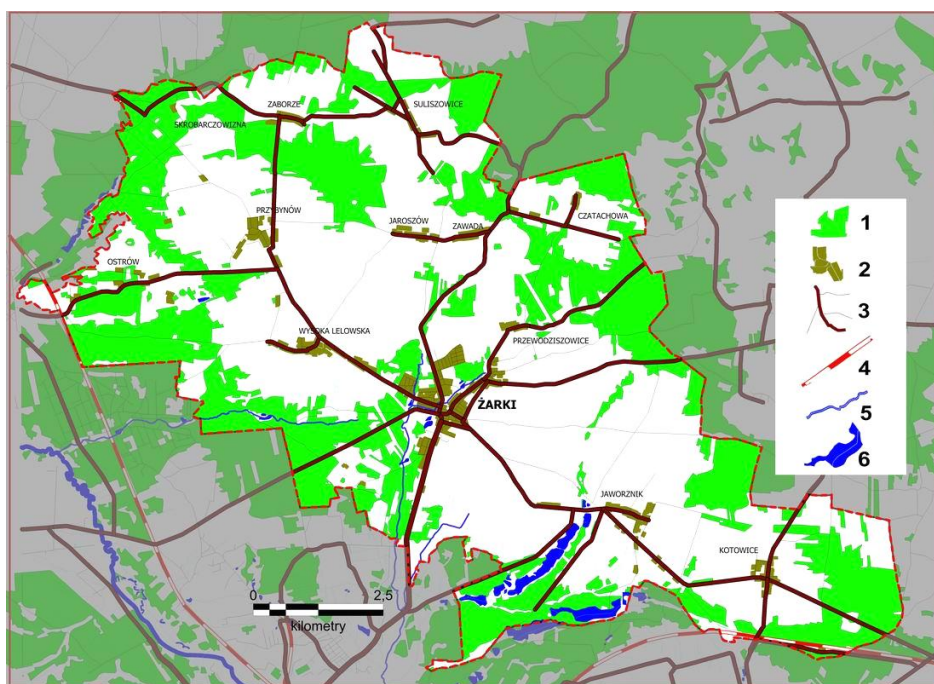 SULISZOWICE
ZABORZE
SKROBARCZOWIZNA
PRZYBYNÓW
JAROSZÓW
ZAWADA
CZATACHOWA
OSTRÓW
WYSOKA LELOWSKA
PRZEWODZISZOWICE
ŻARKI
JAWORZNIK
KOTOWICE
1
2
3
4
5
6
0 2,5
kilometry